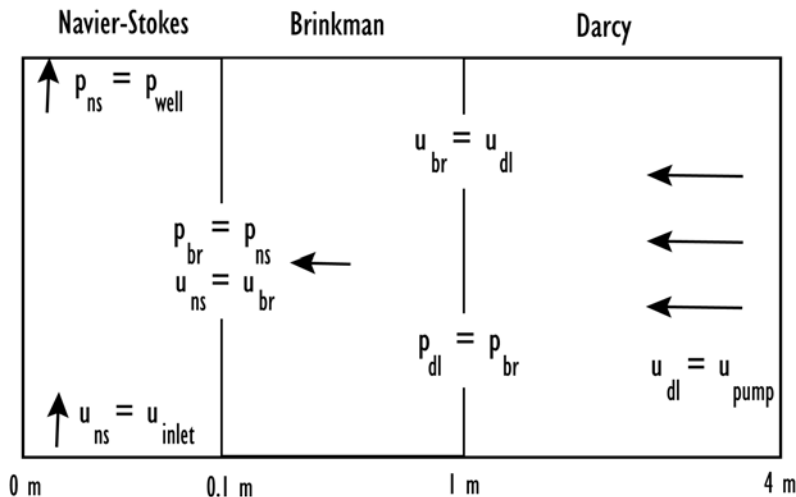 Navier-Stokes Brinkman Darcy
p_ns = p_well
u_br = u_dl
p_br = p_ns
u_ns = u_br
p_dl = p_br
u_dl = u_pump
u_ns = u_inlet
0 m 0.1 m 1 m 4 m